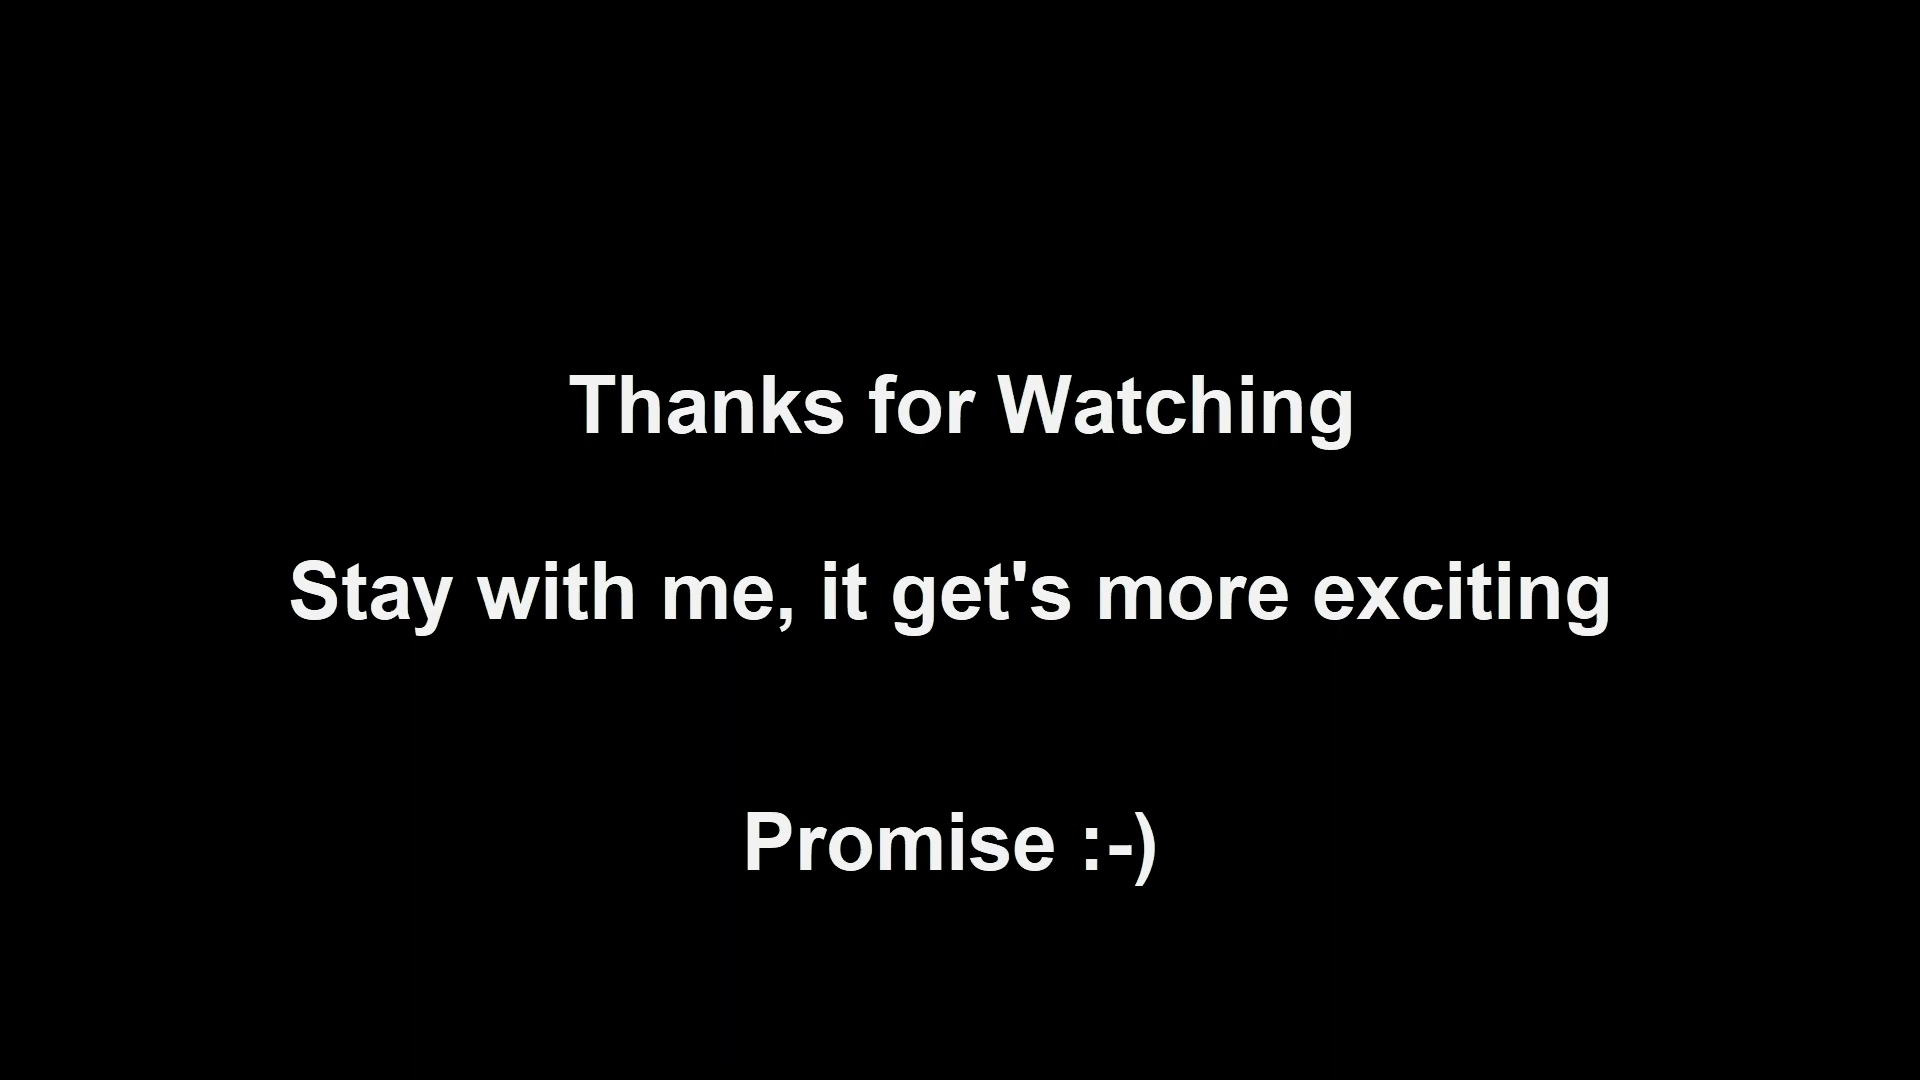 Thanks for Watching
Stay with me, it get's more exciting
Promise :-)